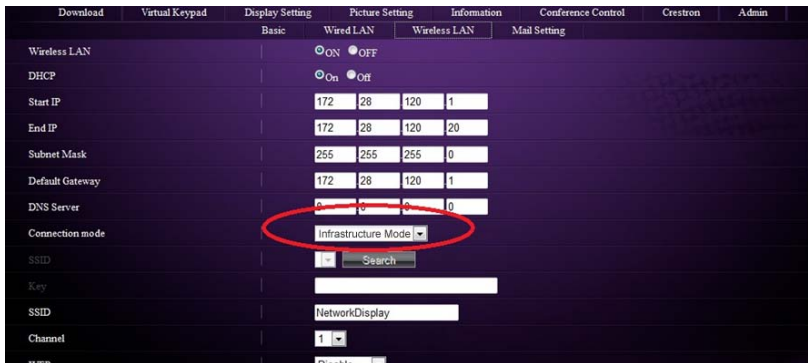 Download Virtual Keypad Display Setting Picture Setting Information Conference Control Crestron Admin
Basic Wired LAN Wireless LAN Mail Setting
Wireless LAN ON OFF
DHCP On Off
Start IP 172 28 120 1
End IP 172 28 120 20
Subnet Mask 255 255 255 0
Default Gateway 172 28 120 1
DNS Server 0 0 0 0
Connection mode Infrastructure Mode
SSID Search
Key
SSID NetworkDisplay
Channel 1